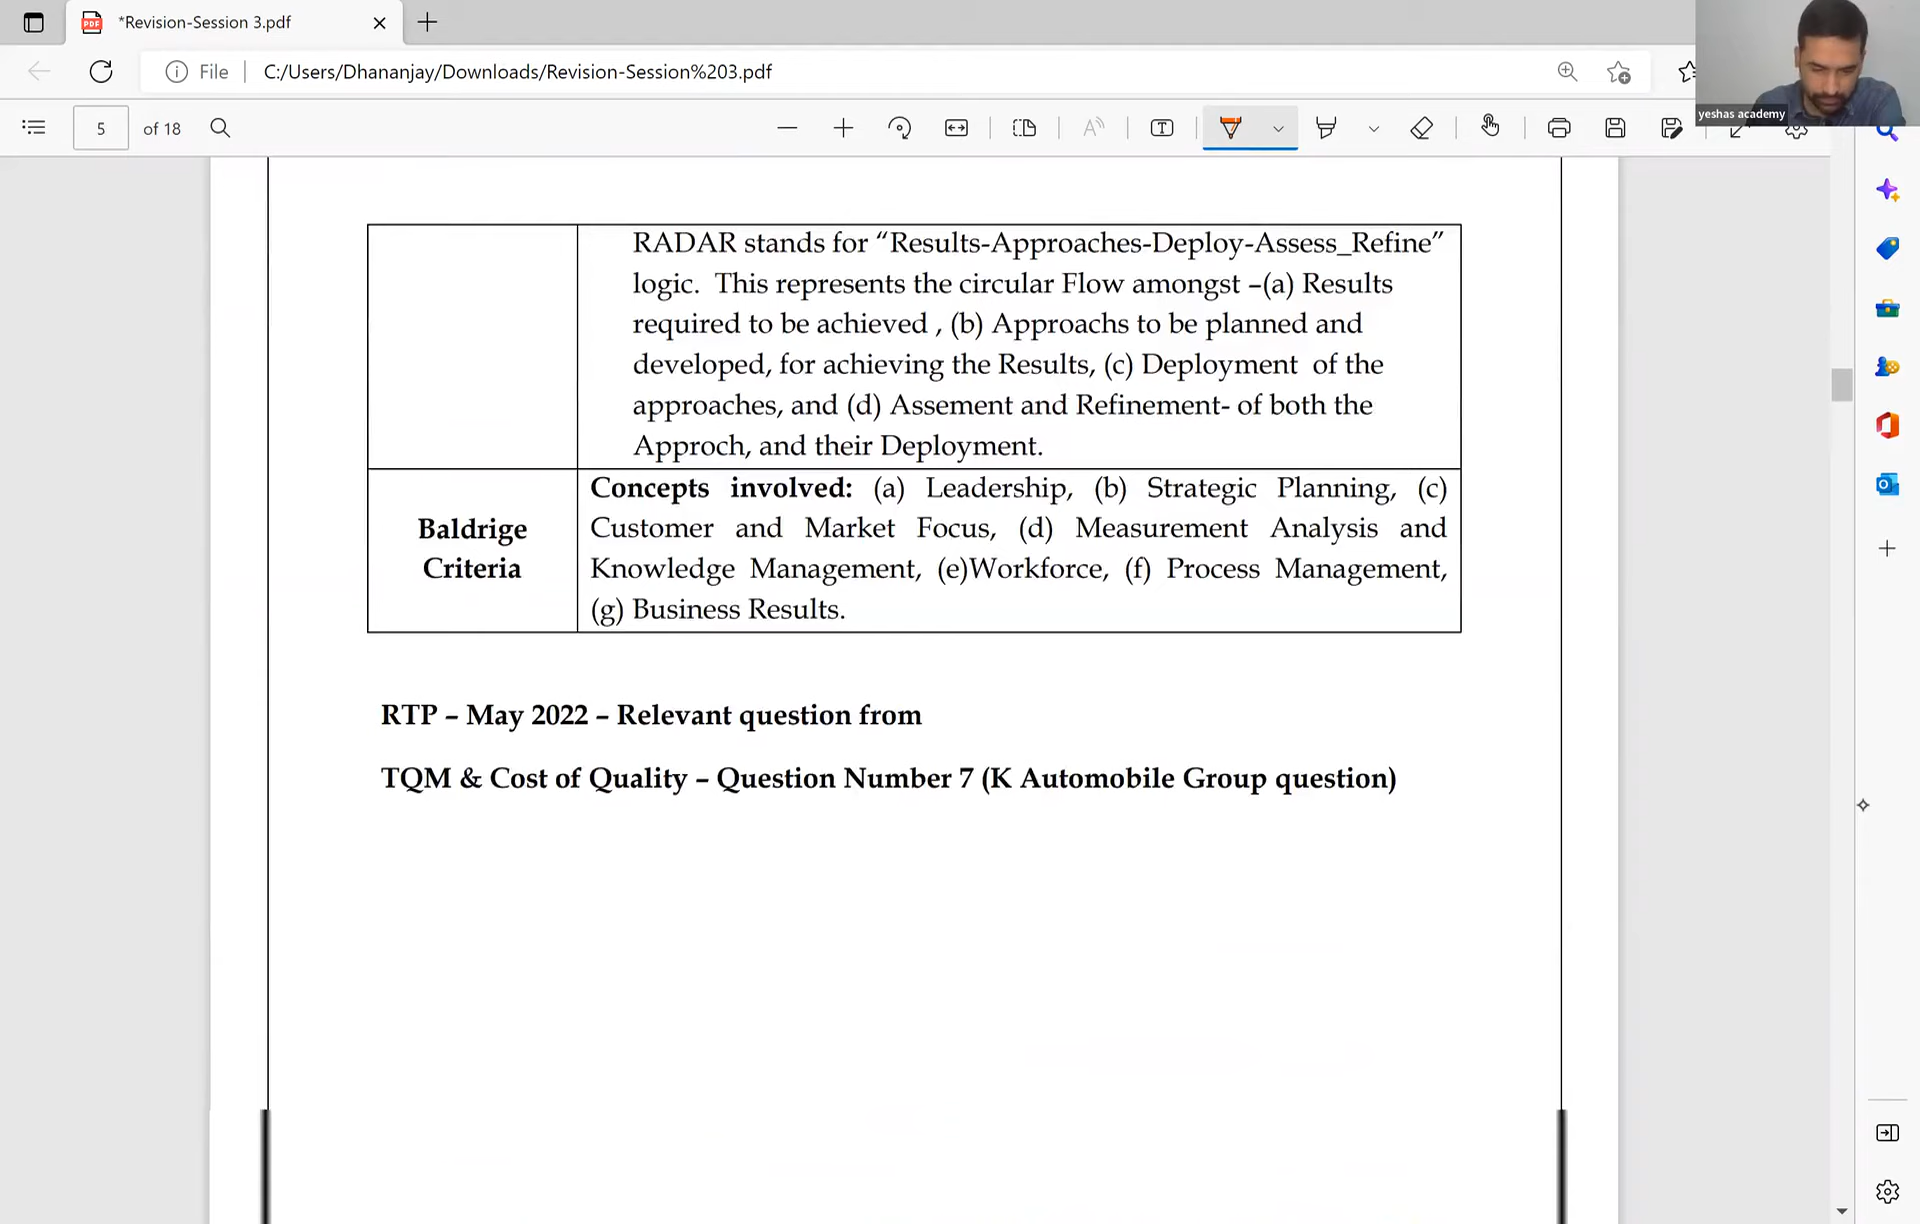 *Revision-Session 3.pdf
File
C:/Users/Dhananjay/Downloads/Revision-Session%203.pdf
yeshas academy
5 of 18
RADAR stands for “Results-Approaches-Deploy-Assess_Refine”
logic. This represents the circular Flow amongst –(a) Results
required to be achieved , (b) Approachs to be planned and
developed, for achieving the Results, (c) Deployment of the
approaches, and (d) Assement and Refinement- of both the
Approch, and their Deployment.
Baldrige
Criteria
Concepts involved: (a) Leadership, (b) Strategic Planning, (c)
Customer and Market Focus, (d) Measurement Analysis and
Knowledge Management, (e)Workforce, (f) Process Management,
(g) Business Results.
RTP – May 2022 – Relevant question from
TQM & Cost of Quality – Question Number 7 (K Automobile Group question)